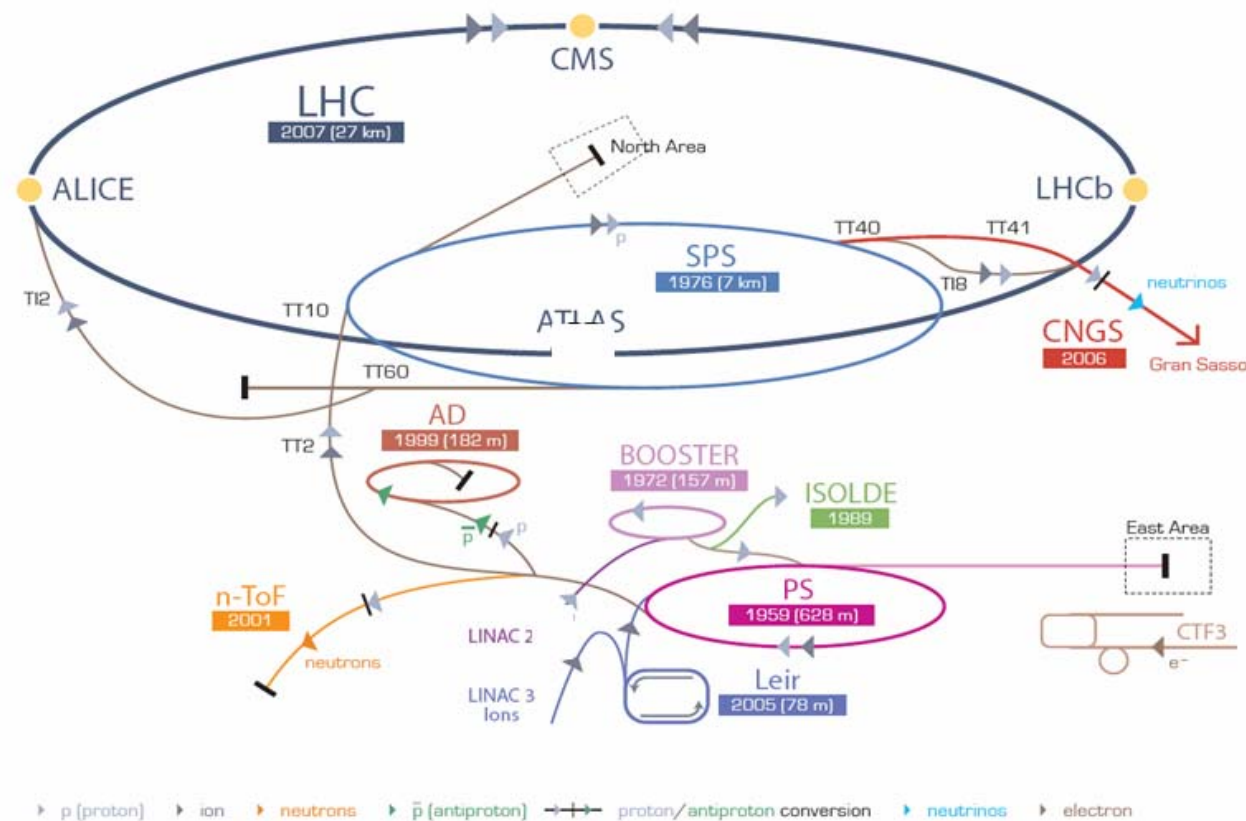 CMS
LHC
2007 (27 km)
North Area
ALICE
LHCb
TT40
TT41
SPS
1976 (7 km)
p
TI8
TI2
neutrinos
TT10
ATLAS
CNGS
2006
Gran Sasso
TT60
AD
1999 (182 m)
TT2
BOOSTER
1972 (157 m)
ISOLDE
1989
East Area
p̅
p
n-ToF
2001
PS
1959 (628 m)
LINAC 2
CTF3
neutrons
e⁻
LINAC 3
Ions
Leir
2005 (78 m)
p (proton)
ion
neutrons
p̅ (antiproton)
proton/antiproton conversion
neutrinos
electron